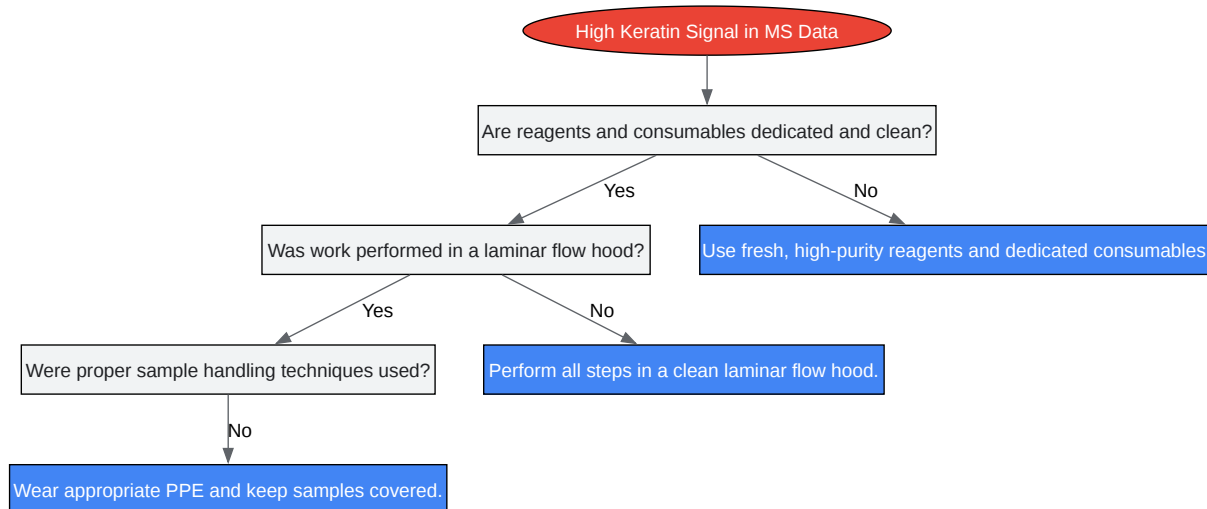 High Keratin Signal in MS Data
Are reagents and consumables dedicated and clean?
Yes
No
Was work performed in a laminar flow hood?
Use fresh, high-purity reagents and dedicated consumables
Yes
No
Were proper sample handling techniques used?
Perform all steps in a clean laminar flow hood.
No
Wear appropriate PPE and keep samples covered.